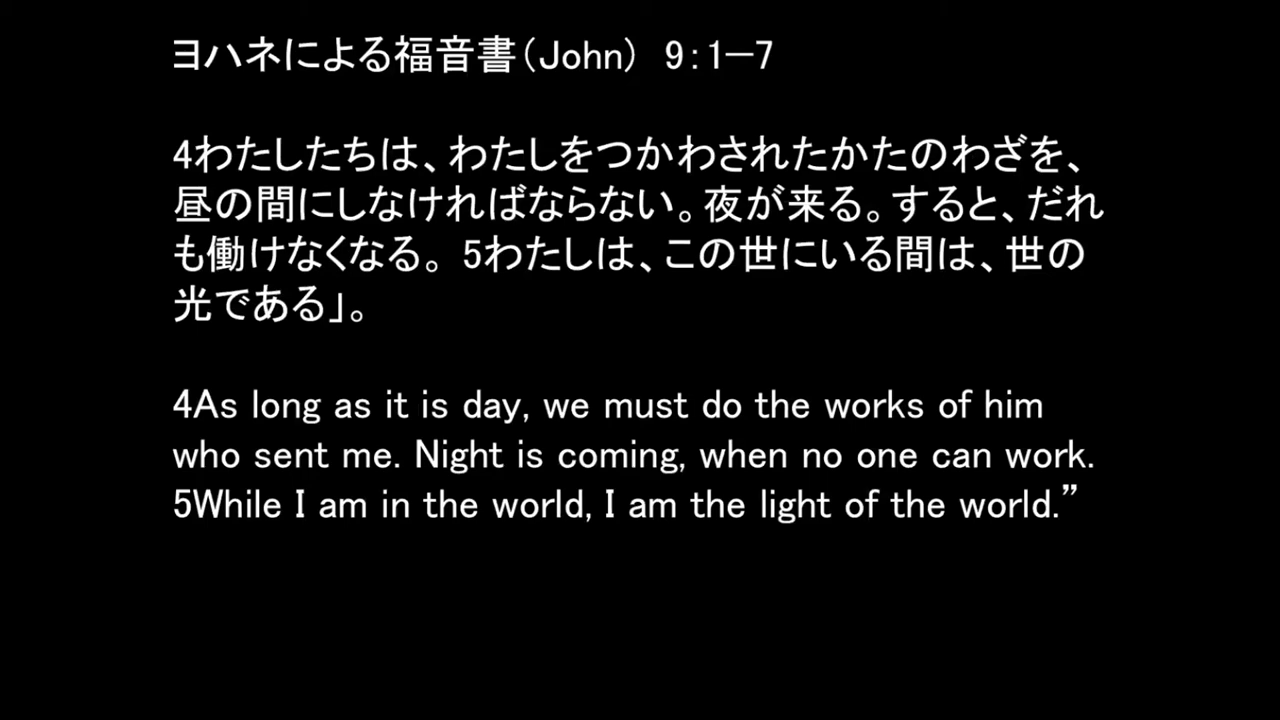 ヨハネによる福音書（John） 9：1－7
4わたしたちは、わたしをつかわされたかたのわざを、
昼の間にしなければならない。夜が来る。すると、だれ
も働けなくなる。 5わたしは、この世にいる間は、世の
光である」。
4As long as it is day, we must do the works of him
who sent me. Night is coming, when no one can work.
5While I am in the world, I am the light of the world.”